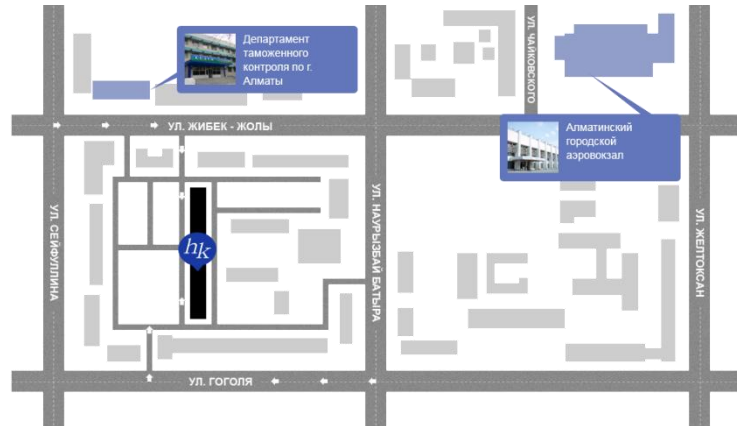 Департамент
таможенного
контроля по г.
Алматы
УЛ. ЧАЙКОВСКОГО
УЛ. ЖИБЕК - ЖОЛЫ
Алматинский
городской
аэровокзал
УЛ. СЕЙФУЛЛИНА
hk
УЛ. НАУРЫЗБАЙ БАТЫРА
УЛ. ЖЕЛТОКСАН
УЛ. ГОГОЛЯ